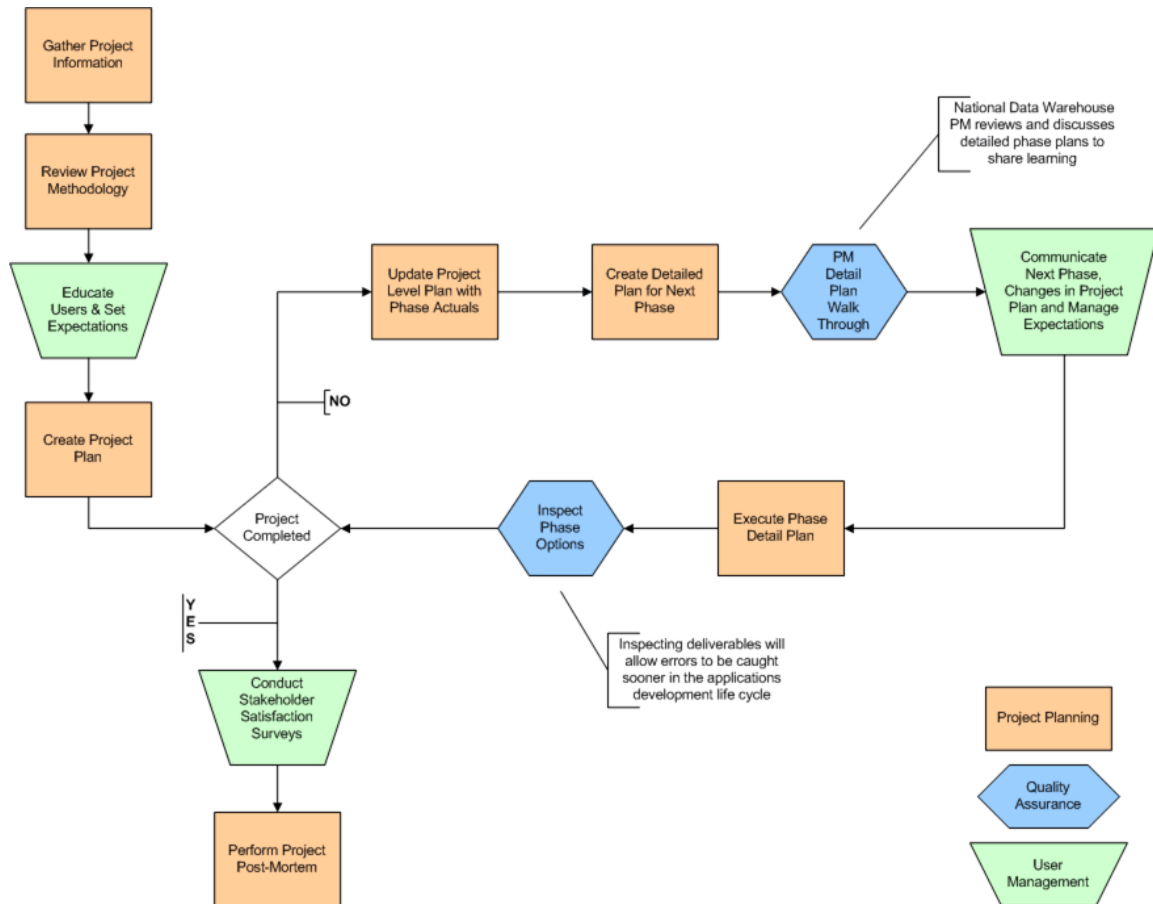 Gather Project
Information
Review Project
Methodology
Educate
Users & Set
Expectations
Create Project
Plan
Project
Completed
NO
Update Project
Level Plan with
Phase Actuals
Create Detailed
Plan for Next
Phase
PM
Detail
Plan
Walk
Through
National Data Warehouse
PM reviews and discusses
detailed phase plans to
share learning
Communicate
Next Phase,
Changes in Project
Plan and Manage
Expectations
Execute Phase
Detail Plan
Inspect
Phase
Options
Inspecting deliverables will
allow errors to be caught
sooner in the applications
development life cycle
Y
E
S
Conduct
Stakeholder
Satisfaction
Surveys
Perform Project
Post-Mortem
Project Planning
Quality
Assurance
User
Management